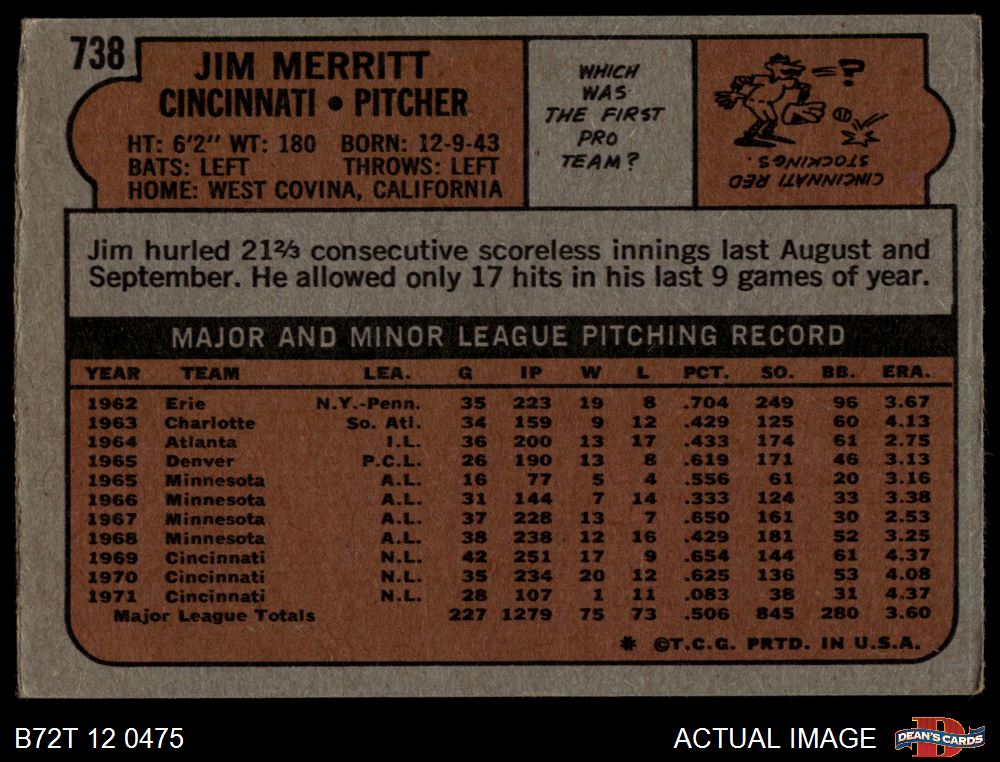 738
JIM MERRITT
CINCINNATI • PITCHER
HT: 6'2" WT: 180 BORN: 12-9-43
BATS: LEFT THROWS: LEFT
HOME: WEST COVINA, CALIFORNIA
WHICH
WAS
THE FIRST
PRO
TEAM?
?
CINCINNATI RED
STOCKINGS.
Jim hurled 21⅔ consecutive scoreless innings last August and
September. He allowed only 17 hits in his last 9 games of year.
MAJOR AND MINOR LEAGUE PITCHING RECORD
YEAR TEAM LEA. G IP W L PCT. SO. BB. ERA.
1962 Erie N.Y.-Penn. 35 223 19 8 .704 249 96 3.67
1963 Charlotte So. Atl. 34 159 9 12 .429 125 60 4.13
1964 Atlanta I.L. 36 200 13 17 .433 174 61 2.75
1965 Denver P.C.L. 26 190 13 8 .619 171 46 3.13
1965 Minnesota A.L. 16 77 5 4 .556 61 20 3.16
1966 Minnesota A.L. 31 144 7 14 .333 124 33 3.38
1967 Minnesota A.L. 37 228 13 7 .650 161 30 2.53
1968 Minnesota A.L. 38 238 12 16 .429 181 52 3.25
1969 Cincinnati N.L. 42 251 17 9 .654 144 61 4.37
1970 Cincinnati N.L. 35 234 20 12 .625 136 53 4.08
1971 Cincinnati N.L. 28 107 1 11 .083 38 31 4.37
Major League Totals 227 1279 75 73 .506 845 280 3.60
* ©T.C.G. PRTD. IN U.S.A.
B72T 12 0475
ACTUAL IMAGE
D
DEAN'S CARDS